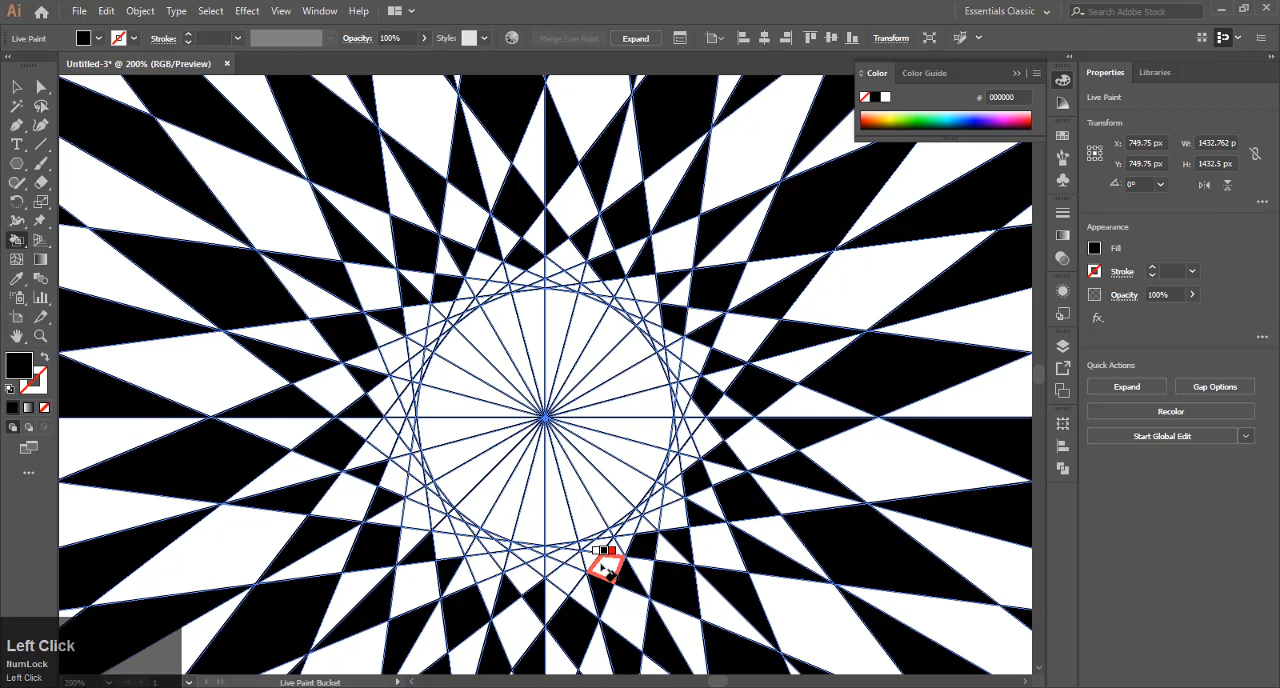 Ai File Edit Object Type Select Effect View Window Help Essentials Classic Search Adobe Stock
Live Paint Stroke: Opacity: 100% Style: Merge Live Paint Expand Transform
Untitled-3* @ 200% (RGB/Preview) ×
Color Color Guide
Properties Libraries
# 000000
Live Paint
Transform
X: 749.75 px W: 1432.762 p
Y: 749.75 px H: 1432.5 px
0°
Appearance
Fill
Stroke
Opacity 100%
fx.
Quick Actions
Expand Gap Options
Recolor
Start Global Edit
Left Click
NumLock
Left Click
200% 1 Live Paint Bucket